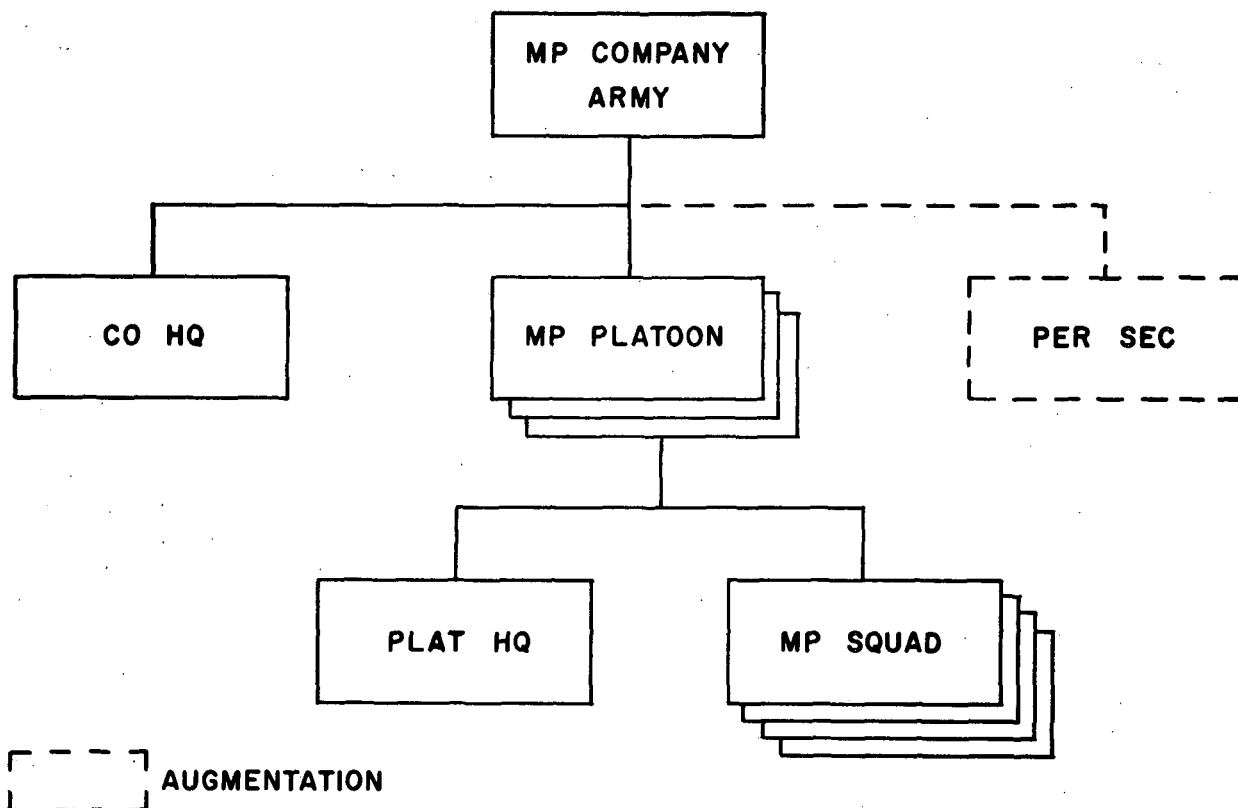 MP COMPANY
ARMY
CO HQ
MP PLATOON
PER SEC
PLAT HQ
MP SQUAD
AUGMENTATION